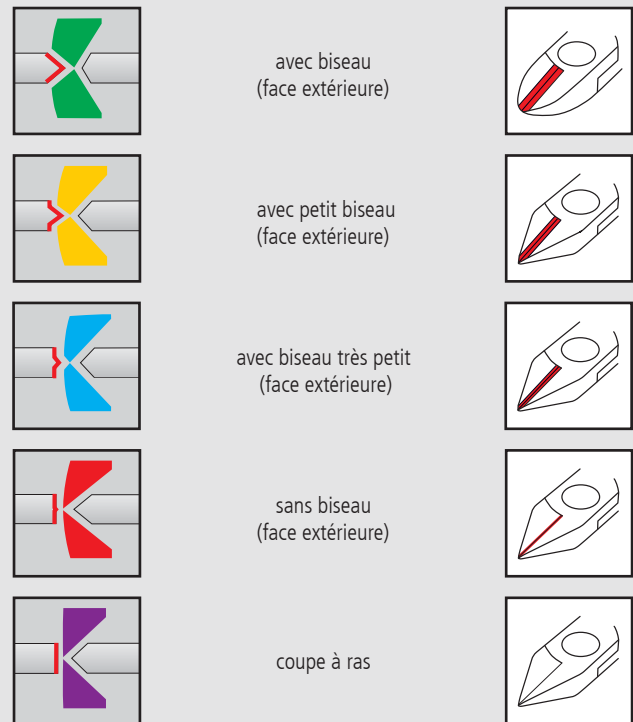 avec biseau
(face extérieure)
avec petit biseau
(face extérieure)
avec biseau très petit
(face extérieure)
sans biseau
(face extérieure)
coupe à ras